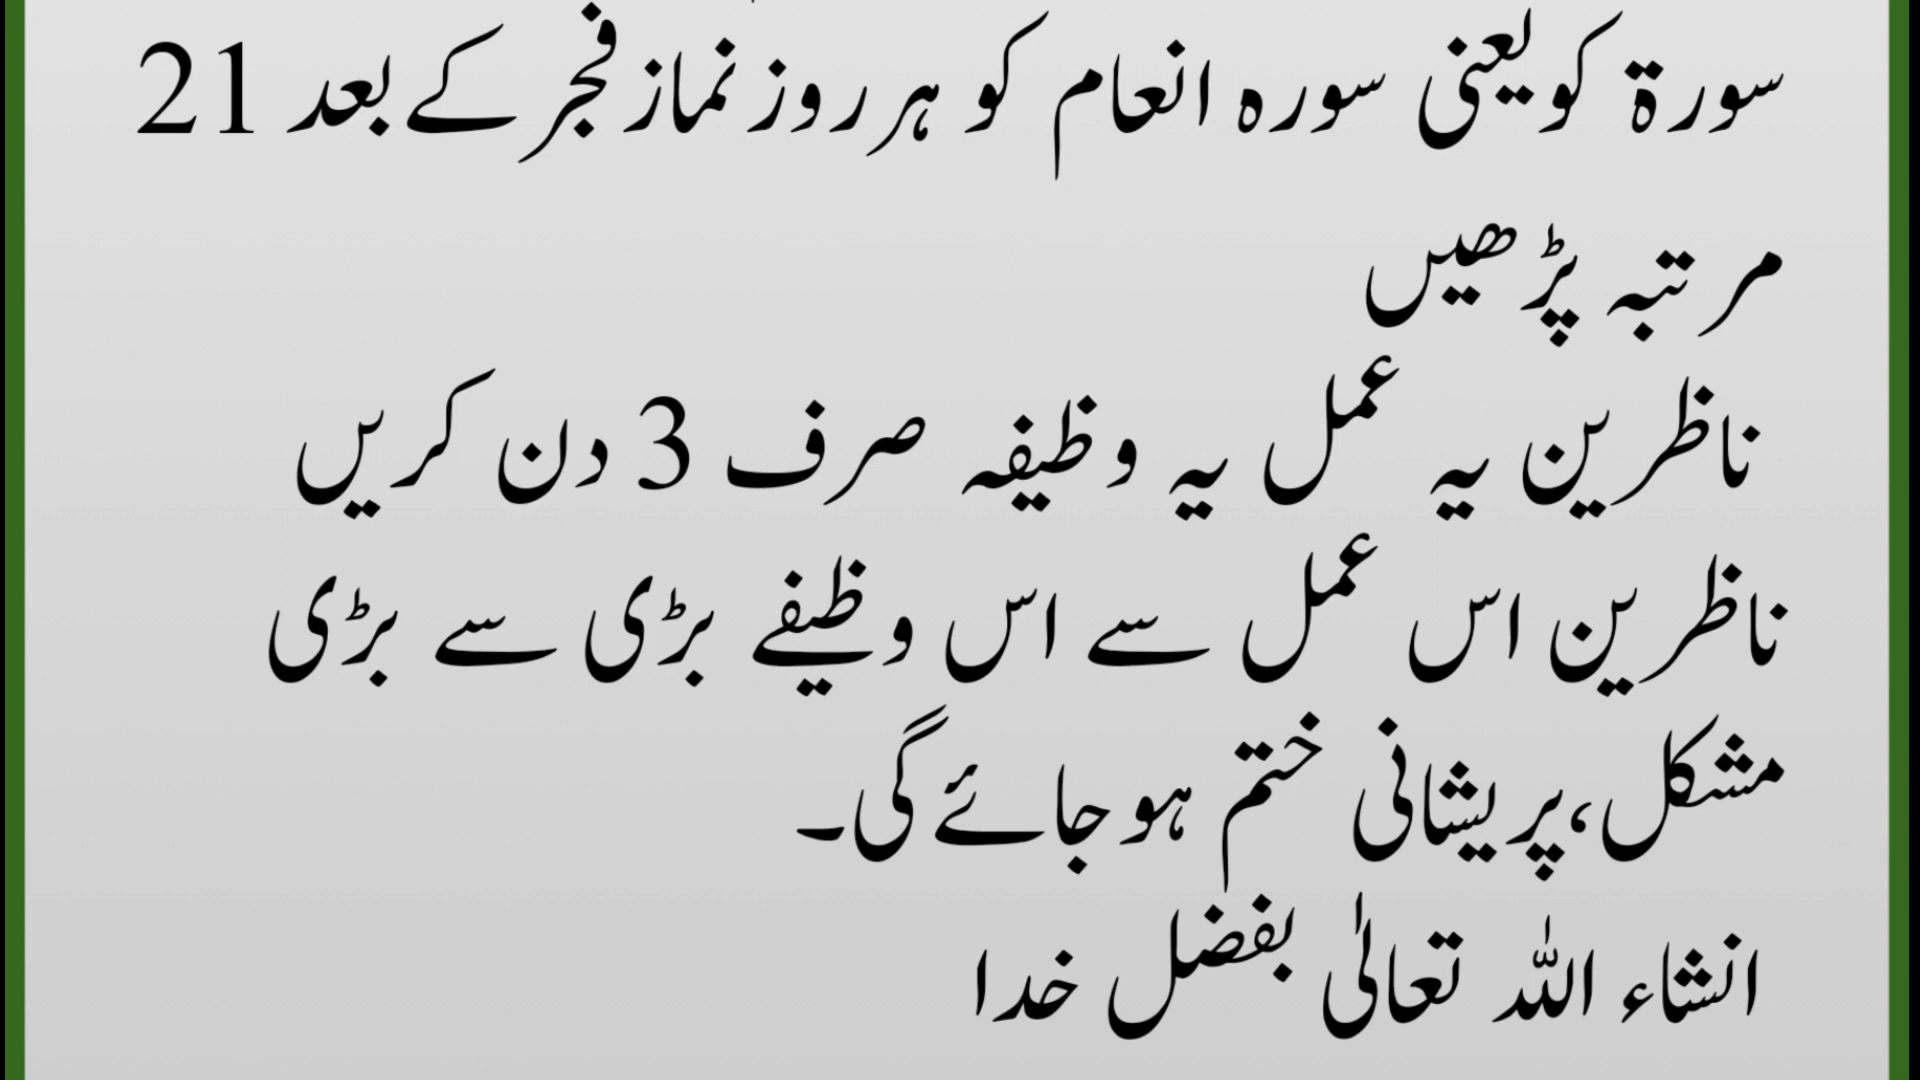 سورۃ کو یعنی سورہ انعام کو ہر روز نماز فجر کے بعد 21
مرتبہ پڑھیں
ناظرین یہ عمل یہ وظیفہ صرف 3 دن کریں
ناظرین اس عمل سے اس وظیفے بڑی سے بڑی
مشکل،پریشانی ختم ہو جائے گی۔
انشاء اللہ تعالیٰ بفضل خدا